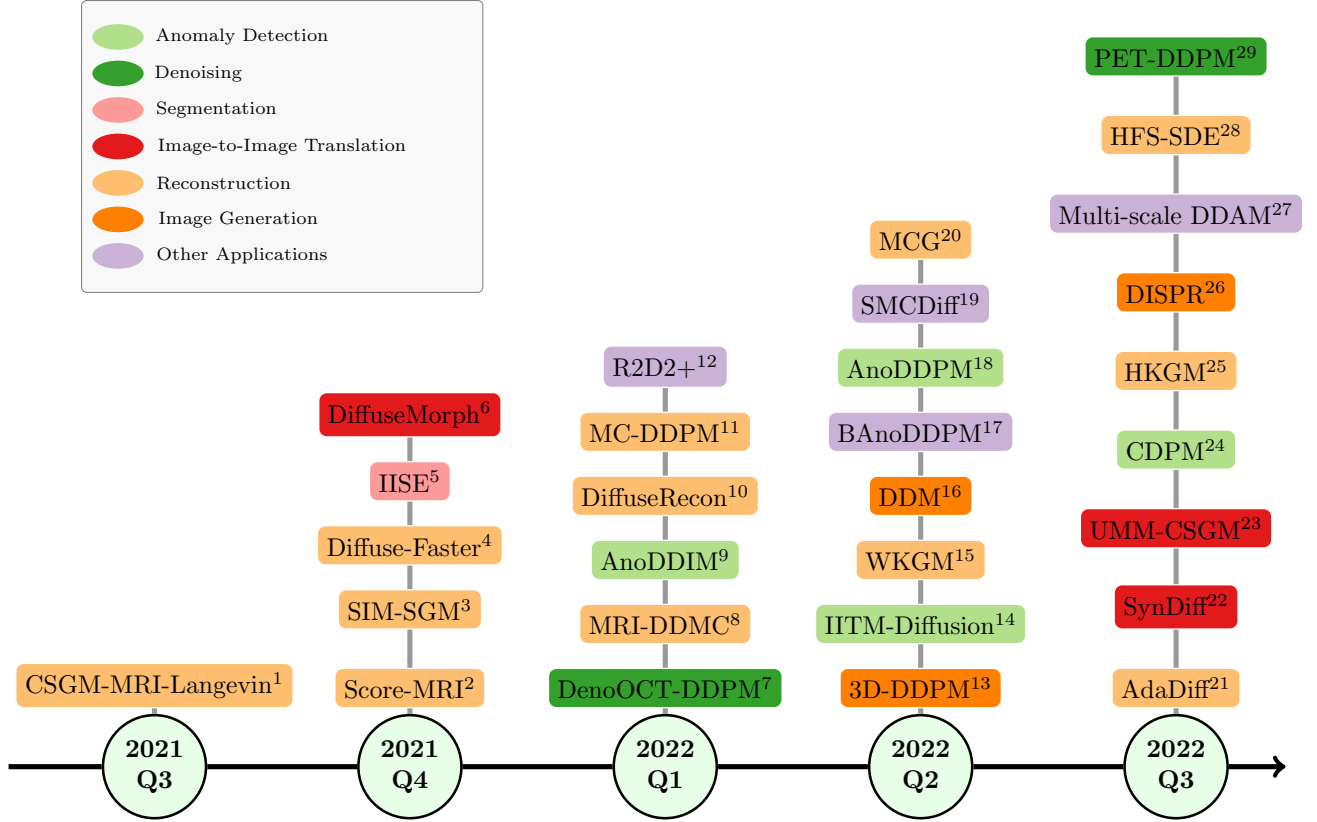 Anomaly Detection
Denoising
Segmentation
Image-to-Image Translation
Reconstruction
Image Generation
Other Applications
CSGM-MRI-Langevin¹
2021
Q3
DiffuseMorph⁶
IISE⁵
Diffuse-Faster⁴
SIM-SGM³
Score-MRI²
2021
Q4
R2D2+¹²
MC-DDPM¹¹
DiffuseRecon¹⁰
AnoDDIM⁹
MRI-DDMC⁸
DenoOCT-DDPM⁷
2022
Q1
MCG²⁰
SMCDiff¹⁹
AnoDDPM¹⁸
BAnoDDPM¹⁷
DDM¹⁶
WKGM¹⁵
IITM-Diffusion¹⁴
3D-DDPM¹³
2022
Q2
PET-DDPM²⁹
HFS-SDE²⁸
Multi-scale DDAM²⁷
DISPR²⁶
HKGM²⁵
CDPM²⁴
UMM-CSGM²³
SynDiff²²
AdaDiff²¹
2022
Q3